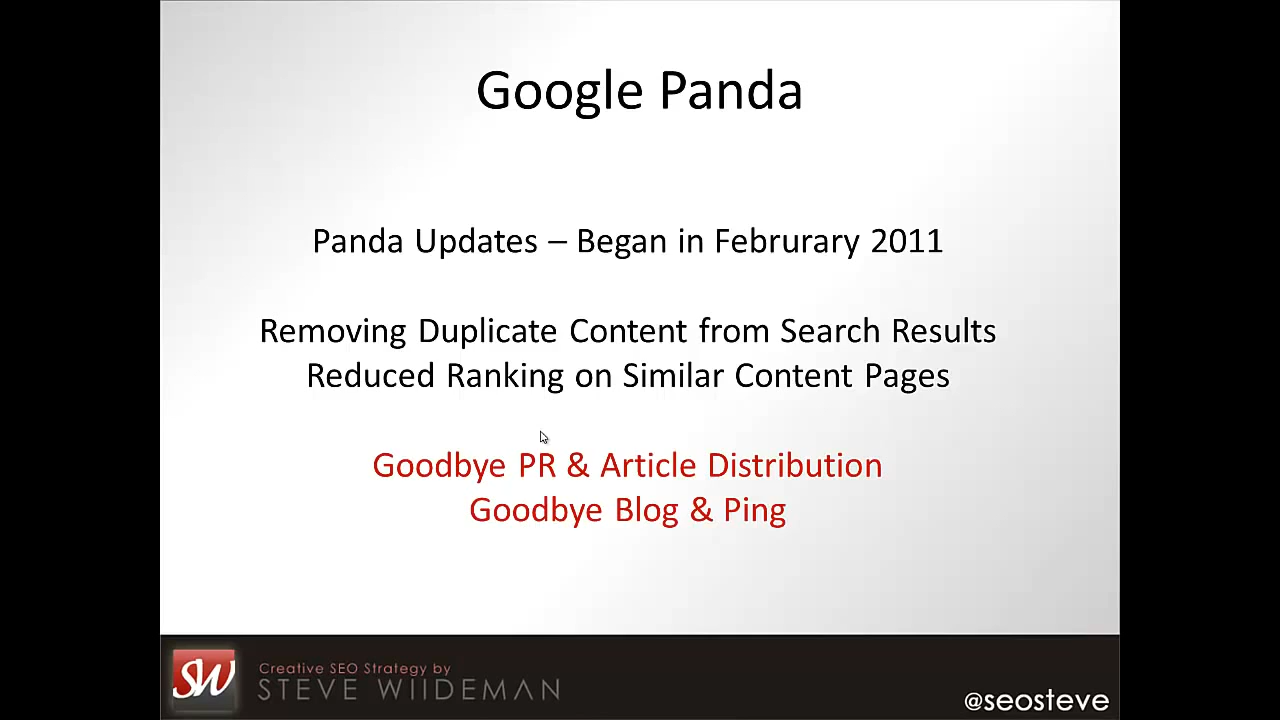 Google Panda
Panda Updates – Began in Februrary 2011
Removing Duplicate Content from Search Results
Reduced Ranking on Similar Content Pages
Goodbye PR & Article Distribution
Goodbye Blog & Ping
SW
Creative SEO Strategy by
STEVE WIIDEMAN
@seosteve